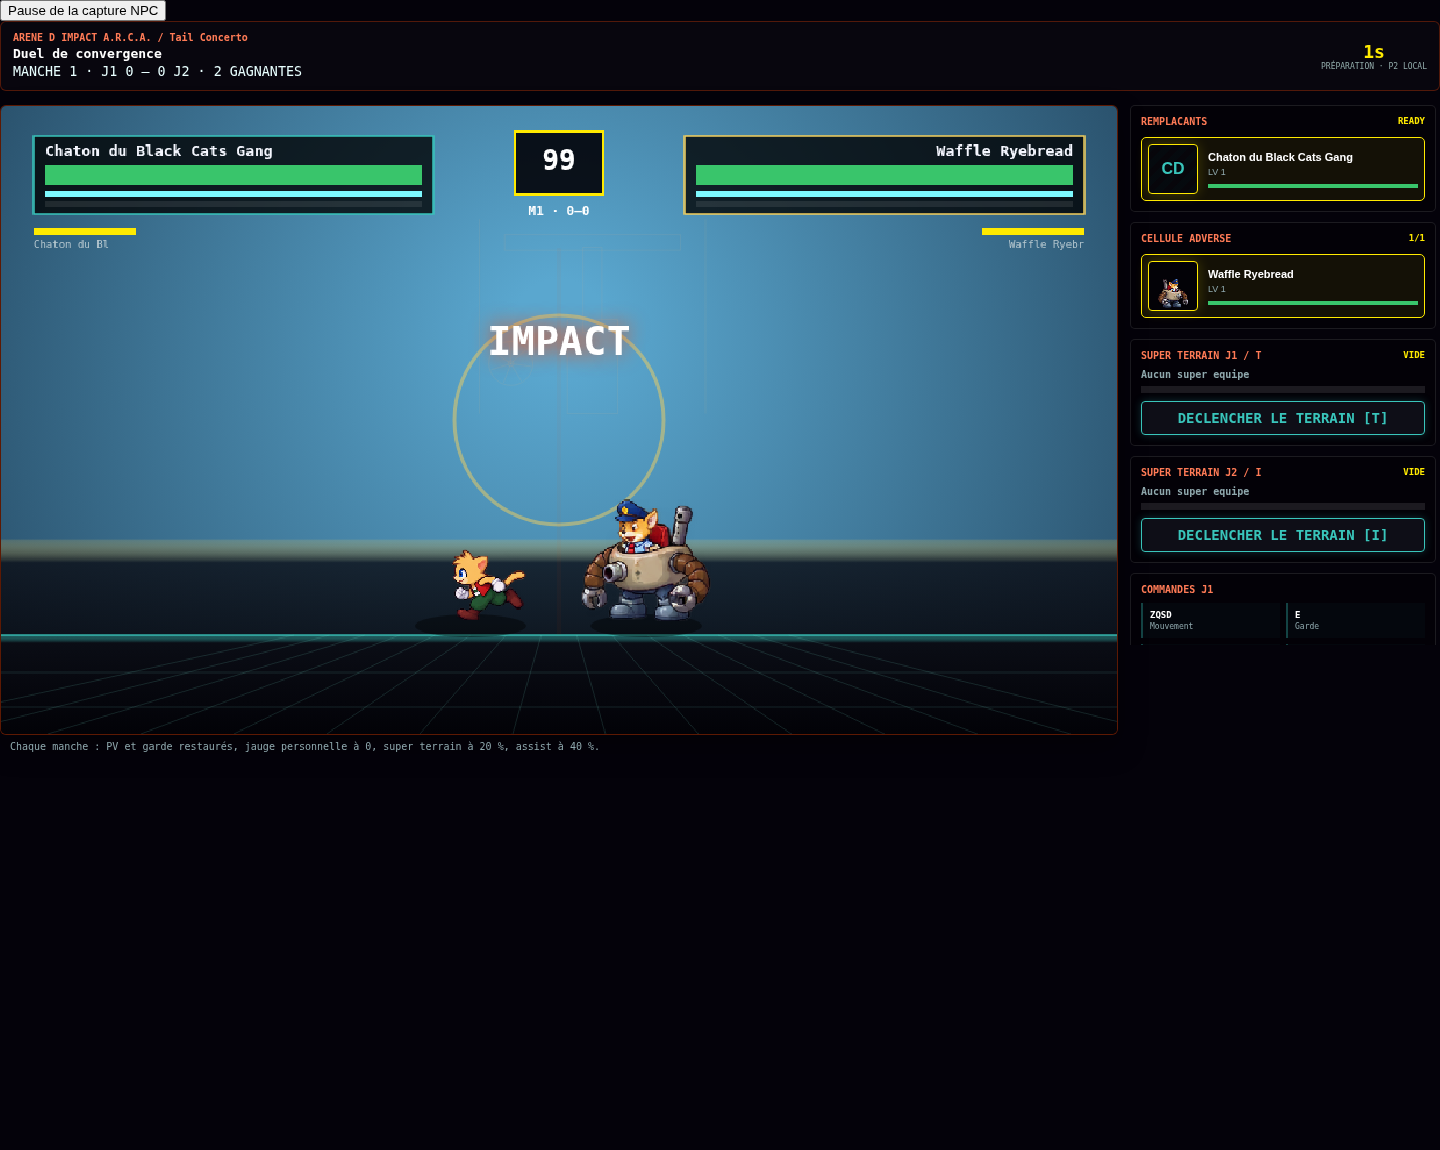 Pause de la capture NPC
ARENE D IMPACT A.R.C.A. / Tail Concerto
Duel de convergence
MANCHE 1 · J1 0 — 0 J2 · 2 GAGNANTES
1s
PRÉPARATION · P2 LOCAL
Chaton du Black Cats Gang
99
Waffle Ryebread
M1 · 0—0
Chaton du Bl
Waffle Ryebr
IMPACT
Chaque manche : PV et garde restaurés, jauge personnelle à 0, super terrain à 20 %, assist à 40 %.
REMPLACANTS
READY
CD
Chaton du Black Cats Gang
LV 1
CELLULE ADVERSE
1/1
Waffle Ryebread
LV 1
SUPER TERRAIN J1 / T
VIDE
Aucun super equipe
DECLENCHER LE TERRAIN [T]
SUPER TERRAIN J2 / I
VIDE
Aucun super equipe
DECLENCHER LE TERRAIN [I]
COMMANDES J1
ZQSD
Mouvement
E
Garde